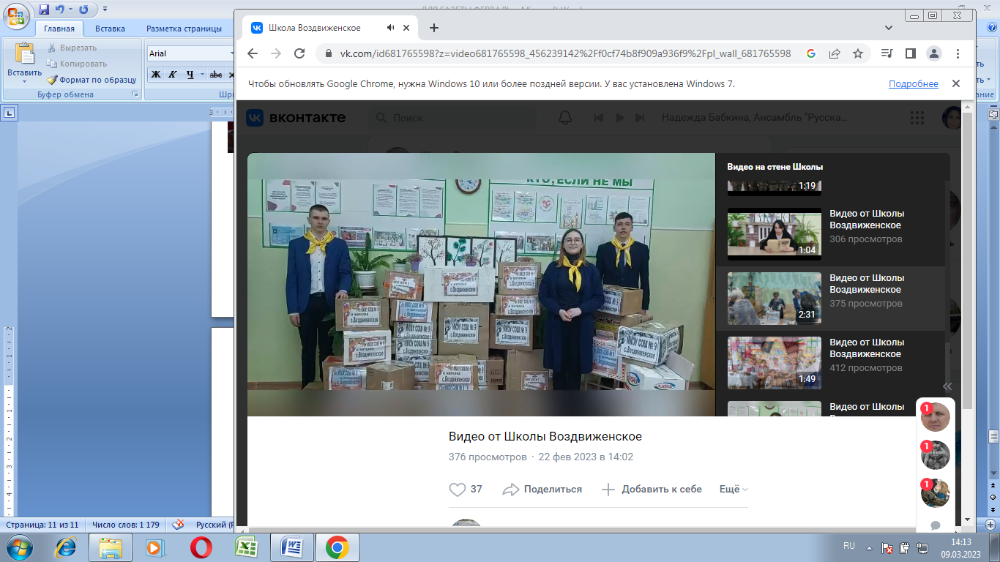 ДЛЯ ГАЗЕТЫ ФЕВРАЛЬ - Microsoft Word
Главная
Вставка
Разметка страницы
Вставить
Вырезать
Копировать
Формат по образцу
Буфер обмена
Arial
Ж К Ч abc
Школа Воздвиженское
vk.com/id681765598?z=video681765598_456239142%2Ff0cf74b8f909a936f9%2Fpl_wall_681765598
Чтобы обновлять Google Chrome, нужна Windows 10 или более поздней версии. У вас установлена Windows 7.
Подробнее
вконтакте
Поиск
Надежда Бабкина, Ансамбль "Русска...
КТО, ЕСЛИ НЕ МЫ
МКОУ СОШ № 9
с.Воздвиженское
Видео на стене Школы
1:19
Видео от Школы
Воздвиженское
306 просмотров
1:04
Видео от Школы
Воздвиженское
375 просмотров
2:31
Видео от Школы
Воздвиженское
412 просмотров
1:49
Видео от Школы
Видео от Школы Воздвиженское
376 просмотров · 22 фев 2023 в 14:02
37
Поделиться
Добавить к себе
Ещё
1
1
1
Страница: 11 из 11
Число слов: 1 179
Русский (Р
RU
14:13
09.03.2023